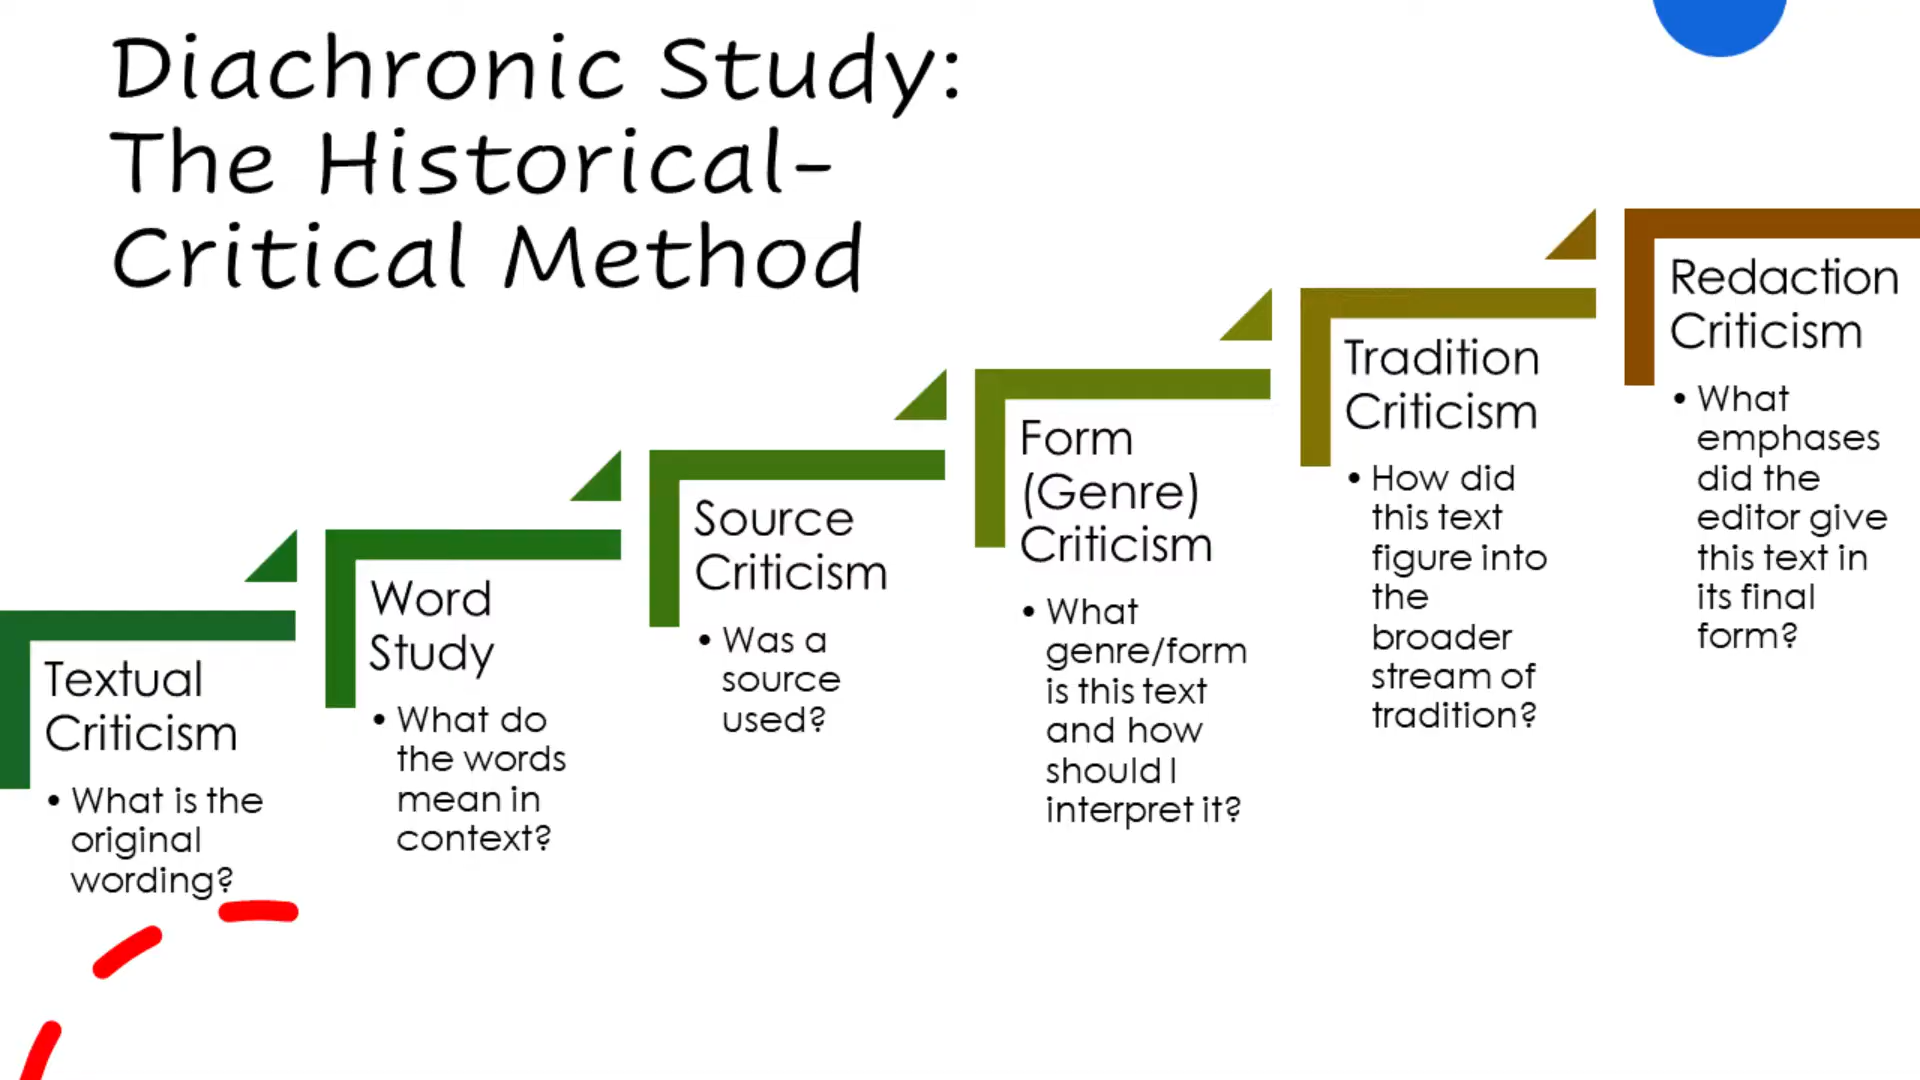 Diachronic Study:
The Historical-
Critical Method
Textual
Criticism
• What is the
original
wording?
Word
Study
• What do
the words
mean in
context?
Source
Criticism
• Was a
source
used?
Form
(Genre)
Criticism
• What
genre/form
is this text
and how
should I
interpret it?
Tradition
Criticism
• How did
this text
figure into
the
broader
stream of
tradition?
Redaction
Criticism
• What
emphases
did the
editor give
this text in
its final
form?